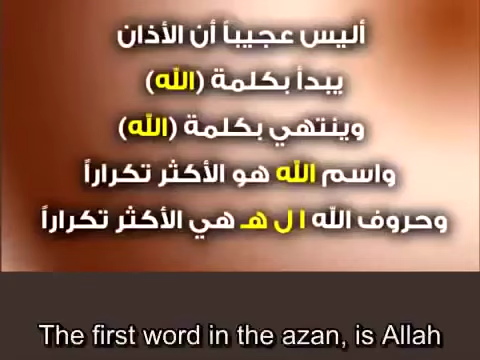 أليس عجيباً أن الأذان
يبدأ بكلمة (الله)
وينتهي بكلمة (الله)
واسم الله هو الأكثر تكراراً
وحروف الله ا ل هـ هي الأكثر تكراراً
The first word in the azan, is Allah